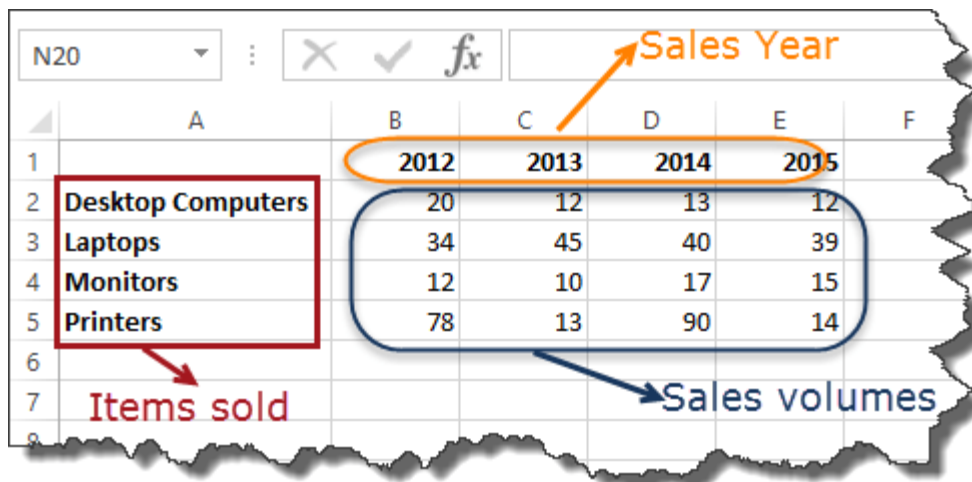 N20 fx
Sales Year
A B C D E F
1 2012 2013 2014 2015
2 Desktop Computers 20 12 13 12
3 Laptops 34 45 40 39
4 Monitors 12 10 17 15
5 Printers 78 13 90 14
6
7
Items sold
Sales volumes
8